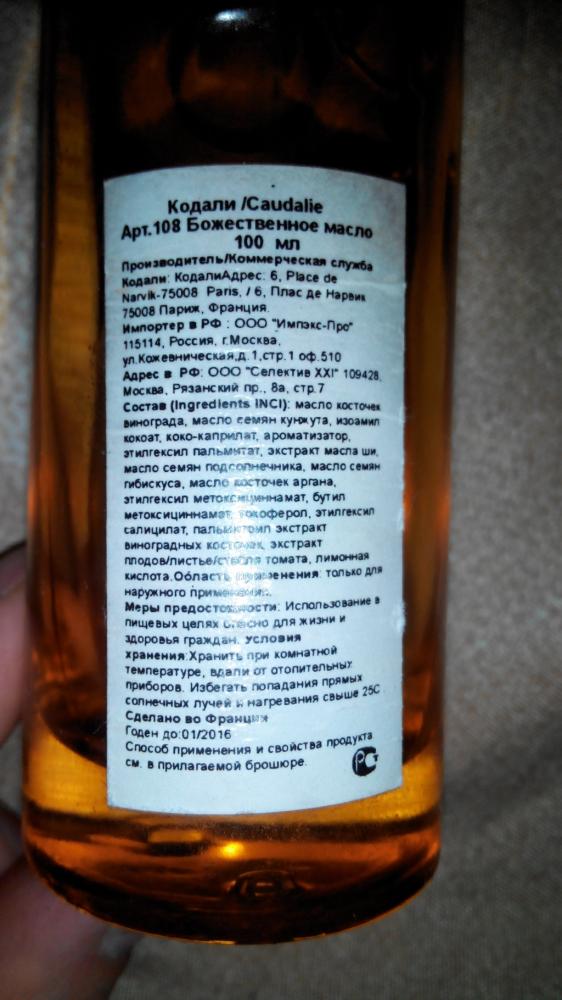 Кодали /Caudalie
Арт.108 Божественное масло
100 мл
Производитель/Коммерческая служба
Кодали: КодалиАдрес: 6, Place de
Narvik-75008 Paris, / 6, Плас де Нарвик
75008 Париж, Франция.
Импортер в РФ : ООО "Импэкс-Про"
115114, Россия, г.Москва,
ул.Кожевническая,д.1,стр.1 оф.510
Адрес в РФ: ООО "Селектив XXI" 109428,
Москва, Рязанский пр., 8а, стр.7
Состав (Ingredients INCI): масло косточек
винограда, масло семян кунжута, изоамил
кокоат, коко-каприлат, ароматизатор,
этилгексил пальмитат, экстракт масла ши,
масло семян подсолнечника, масло семян
гибискуса, масло косточек аргана,
этилгексил метоксициннамат, бутил
метоксициннамат, токоферол, этилгексил
салицилат, пальмитоил экстракт
виноградных косточек, экстракт
плодов/листье/стебля томата, лимонная
кислота.Область применения: только для
наружного применения.
Меры предосторожности: Использование в
пищевых целях опасно для жизни и
здоровья граждан. Условия
хранения:Хранить при комнатной
температуре, вдали от отопительных
приборов. Избегать попадания прямых
солнечных лучей и нагревания свыше 25С
Сделано во Франции
Годен до:01/2016
Способ применения и свойства продукта
см. в прилагаемой брошюре.
РСТ